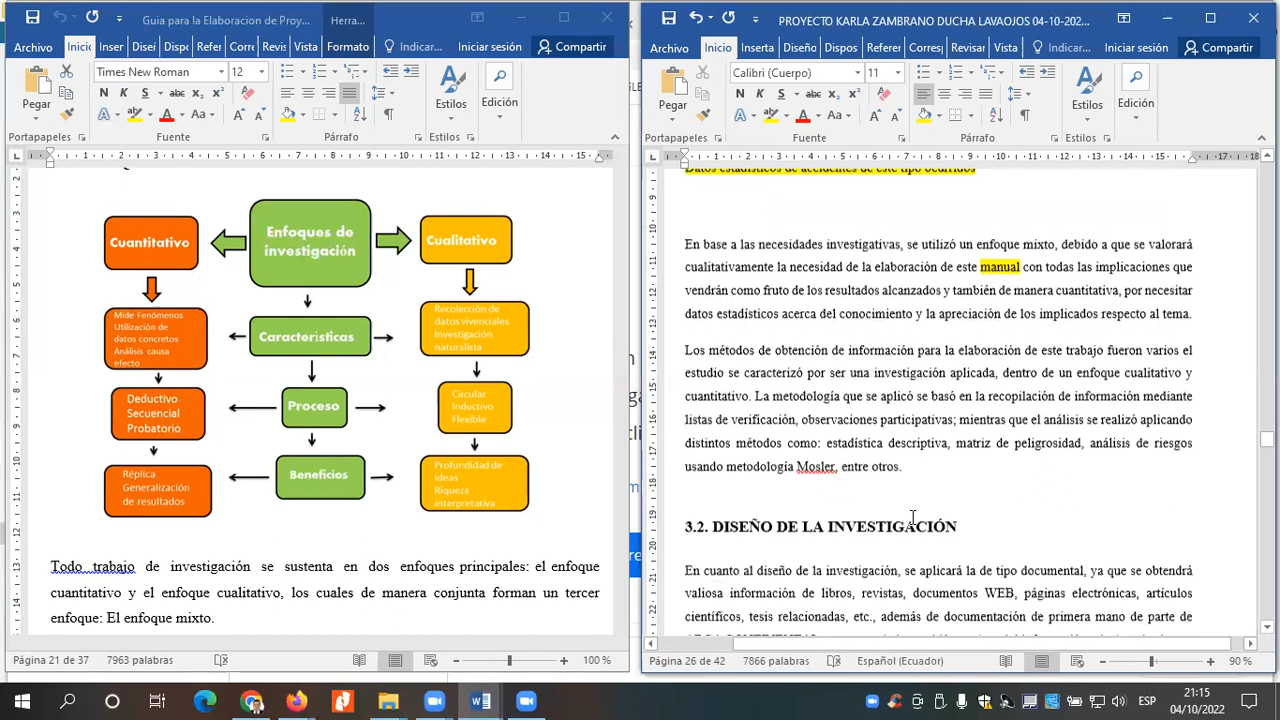 Guia para la Elaboracion de Proy...
Herra...
Archivo
Inicio
Inser
Diseí
Dispo
Refer
Corre
Revis
Vista
Formato
Indicar...
Iniciar sesión
Compartir
Pegar
Times New Roman
12
N K S abc x₂ x²
Estilos
Edición
Portapapeles
Fuente
Párrafo
Estilos
Enfoques de
investigación
Cuantitativo
Cualitativo
Mide Fenómenos
Utilización de
datos concretos
Análisis causa
efecto
Características
Recolección de
datos vivenciales
Investigación
naturalista
Deductivo
Secuencial
Probatorio
Proceso
Circular
Inductivo
Flexible
Réplica
Generalización
de resultados
Beneficios
Profundidad de
ideas
Riqueza
interpretativa
Todo trabajo de investigación se sustenta en dos enfoques principales: el enfoque
cuantitativo y el enfoque cualitativo, los cuales de manera conjunta forman un tercer
enfoque: El enfoque mixto.
Página 21 de 37
7963 palabras
100 %
PROYECTO KARLA ZAMBRANO DUCHA LAVAOJOS 04-10-202...
Archivo
Inicio
Inserta
Diseño
Dispos
Referer
Corresp
Revisar
Vista
Indicar...
Iniciar sesión
Compartir
Pegar
Calibri (Cuerpo)
11
N K S abc x₂ x²
Estilos
Edición
Portapapeles
Fuente
Párrafo
Estilos
Datos estadísticos de accidentes de este tipo ocurridos
En base a las necesidades investigativas, se utilizó un enfoque mixto, debido a que se valorará
cualitativamente la necesidad de la elaboración de este manual con todas las implicaciones que
vendrán como fruto de los resultados alcanzados y también de manera cuantitativa, por necesitar
datos estadísticos acerca del conocimiento y la apreciación de los implicados respecto al tema.
Los métodos de obtención de información para la elaboración de este trabajo fueron varios el
estudio se caracterizó por ser una investigación aplicada, dentro de un enfoque cualitativo y
cuantitativo. La metodología que se aplicó se basó en la recopilación de información mediante
listas de verificación, observaciones participativas; mientras que el análisis se realizó aplicando
distintos métodos como: estadística descriptiva, matriz de peligrosidad, análisis de riesgos
usando metodología Mosler, entre otros.
3.2. DISEÑO DE LA INVESTIGACIÓN
En cuanto al diseño de la investigación, se aplicará la de tipo documental, ya que se obtendrá
valiosa información de libros, revistas, documentos WEB, páginas electrónicas, artículos
científicos, tesis relacionadas, etc., además de documentación de primera mano de parte de
Página 26 de 42
7866 palabras
Español (Ecuador)
90 %
ESP
21:15
04/10/2022